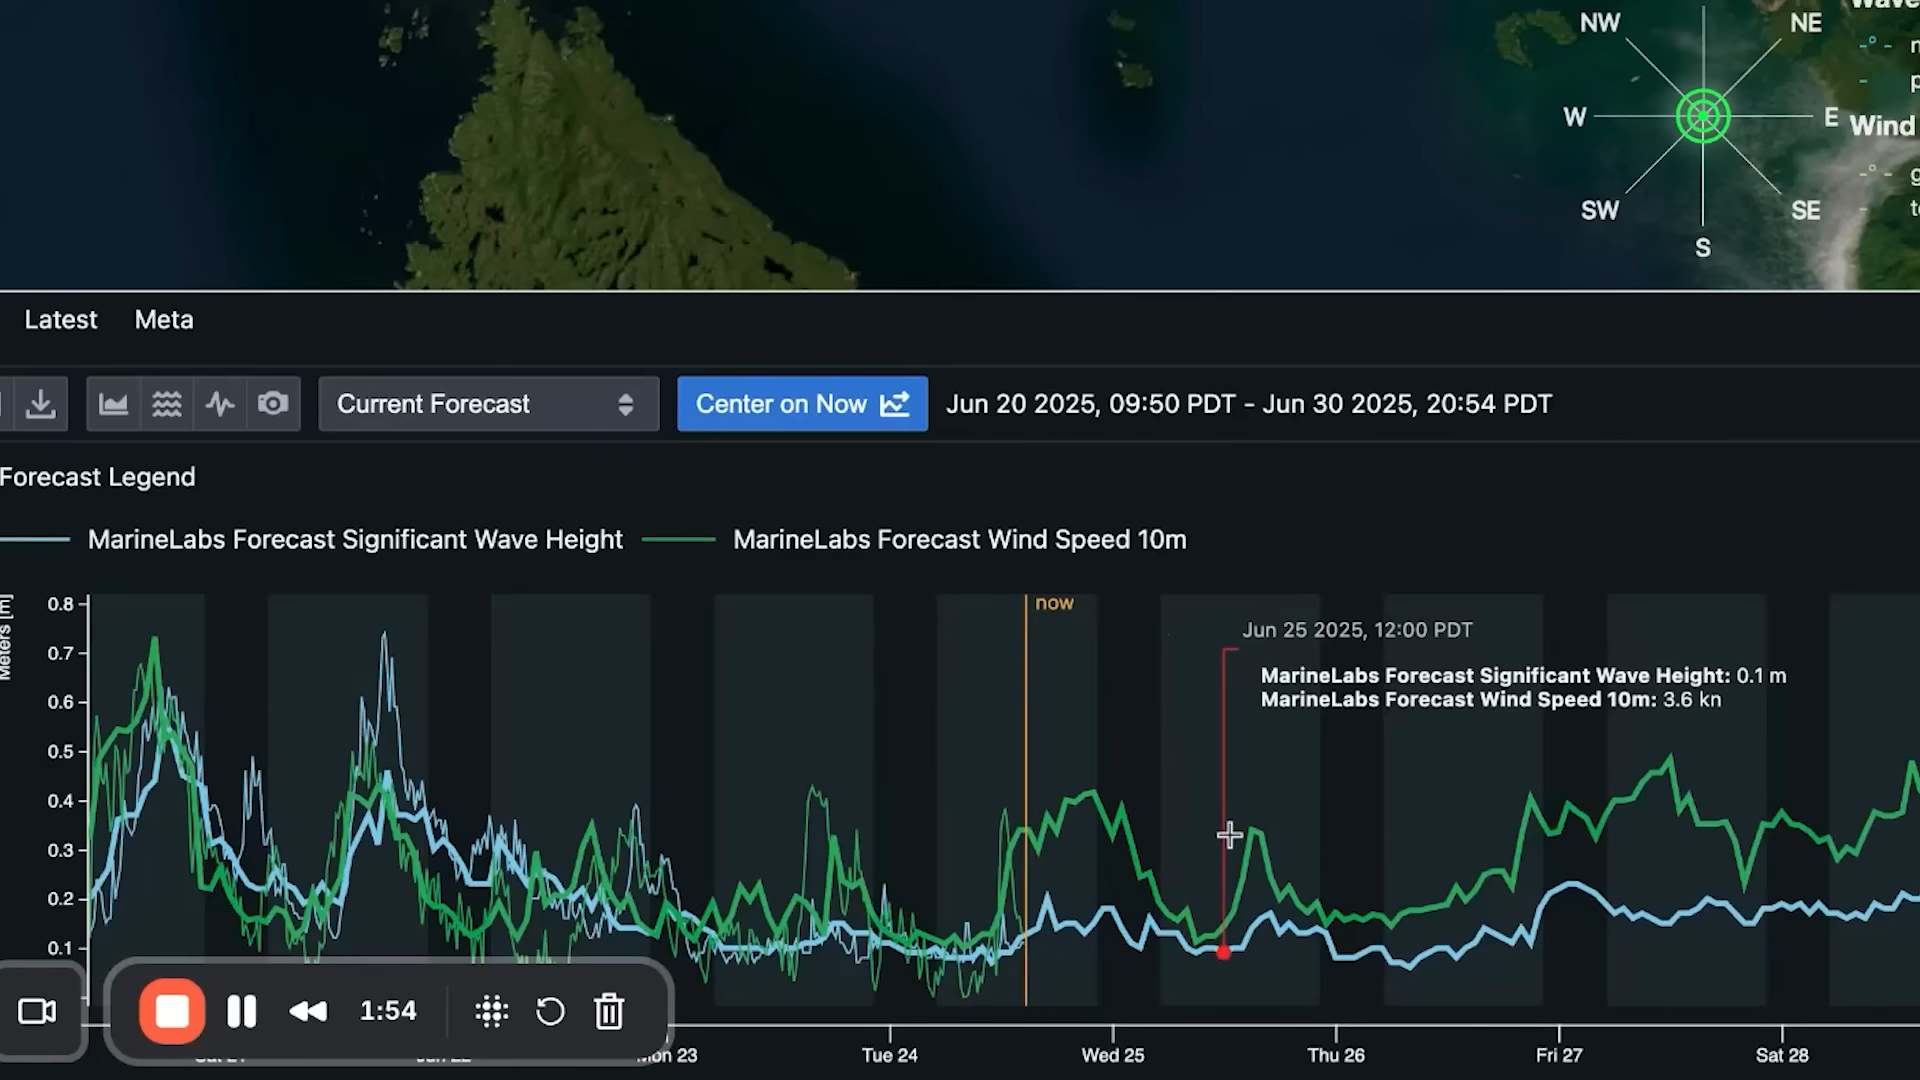 NW
NE
W
E
Wind
SW
SE
S
Latest
Meta
Current Forecast
Center on Now
Jun 20 2025, 09:50 PDT - Jun 30 2025, 20:54 PDT
Forecast Legend
MarineLabs Forecast Significant Wave Height
MarineLabs Forecast Wind Speed 10m
Meters [m]
0.8
0.7
0.6
0.5
0.4
0.3
0.2
0.1
now
Jun 25 2025, 12:00 PDT
MarineLabs Forecast Significant Wave Height: 0.1 m
MarineLabs Forecast Wind Speed 10m: 3.6 kn
1:54
Mon 23
Tue 24
Wed 25
Thu 26
Fri 27
Sat 28